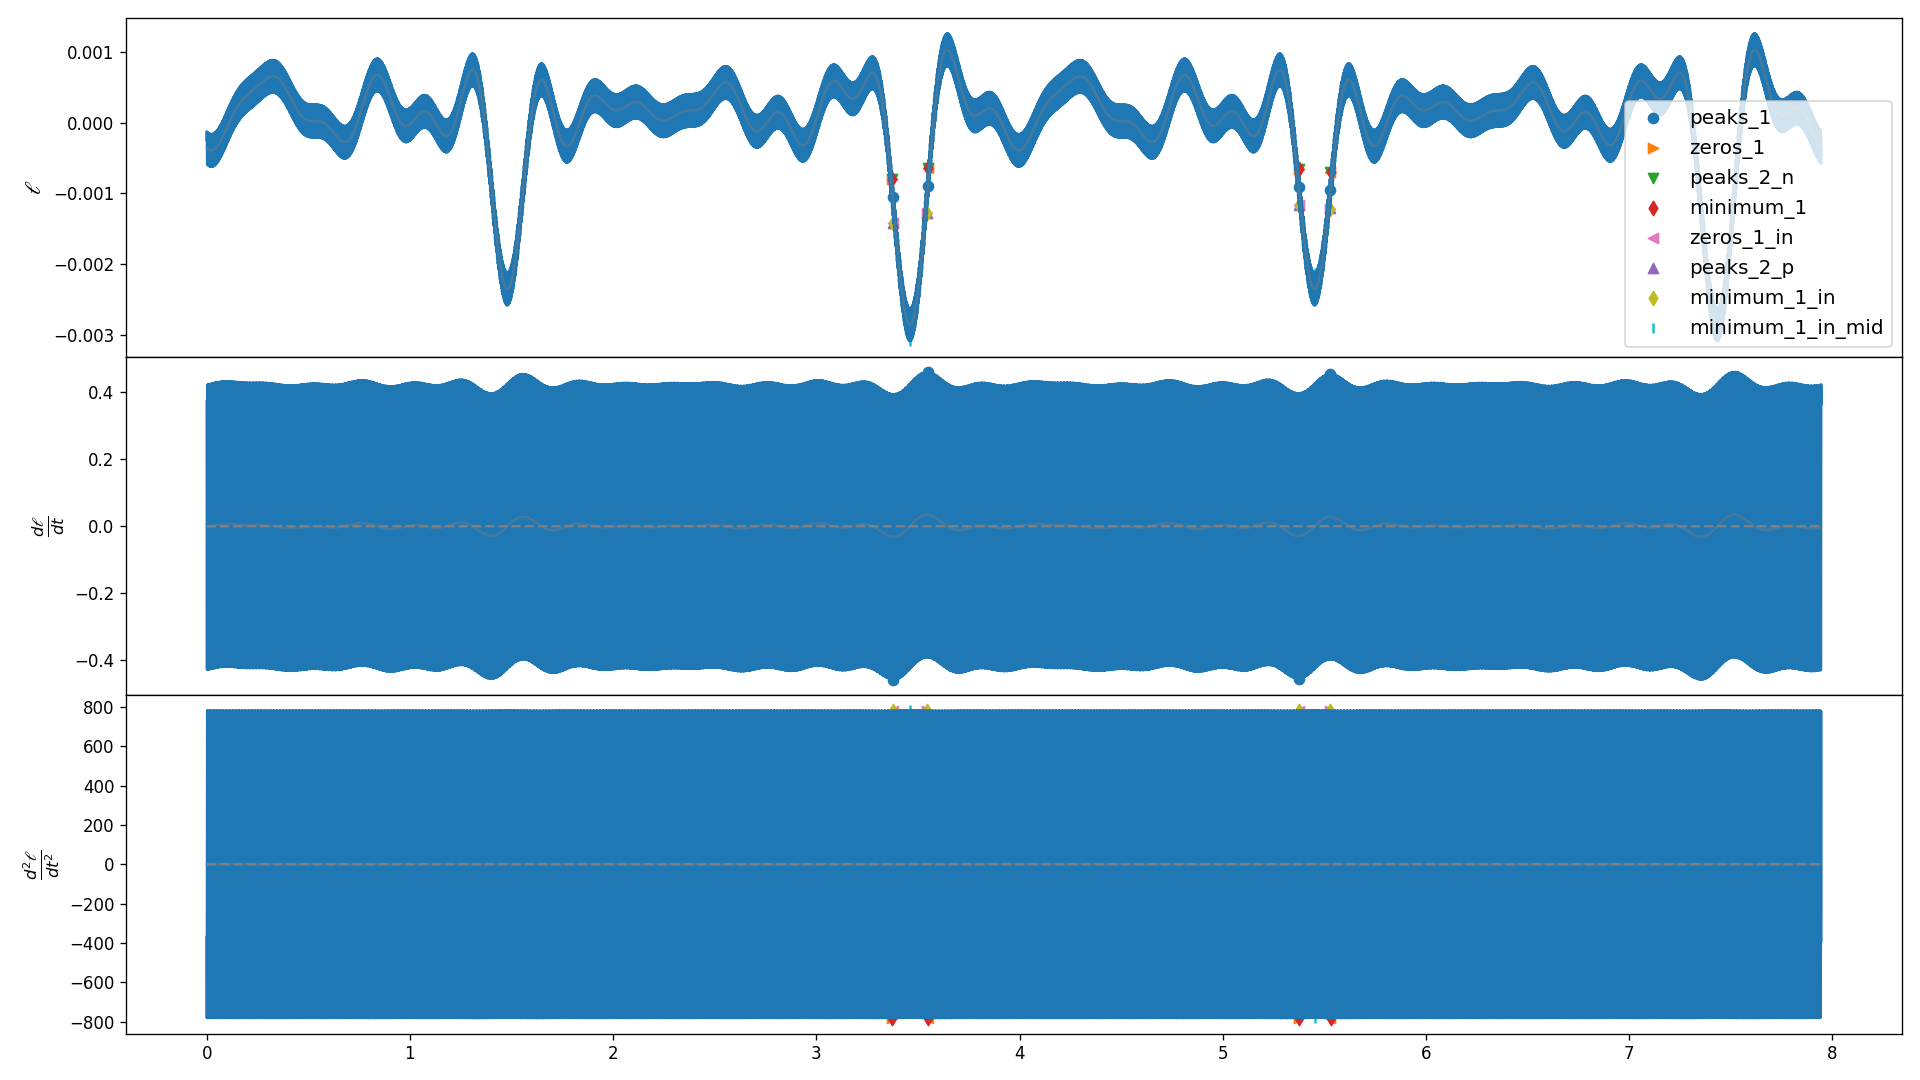 0.001
0.000
−0.001
−0.002
−0.003
ℓ
peaks_1
zeros_1
peaks_2_n
minimum_1
zeros_1_in
peaks_2_p
minimum_1_in
minimum_1_in_mid
0.4
0.2
0.0
−0.2
−0.4
dℓ
dt
800
600
400
200
0
−200
−400
−600
−800
d²ℓ
dt²
0 1 2 3 4 5 6 7 8